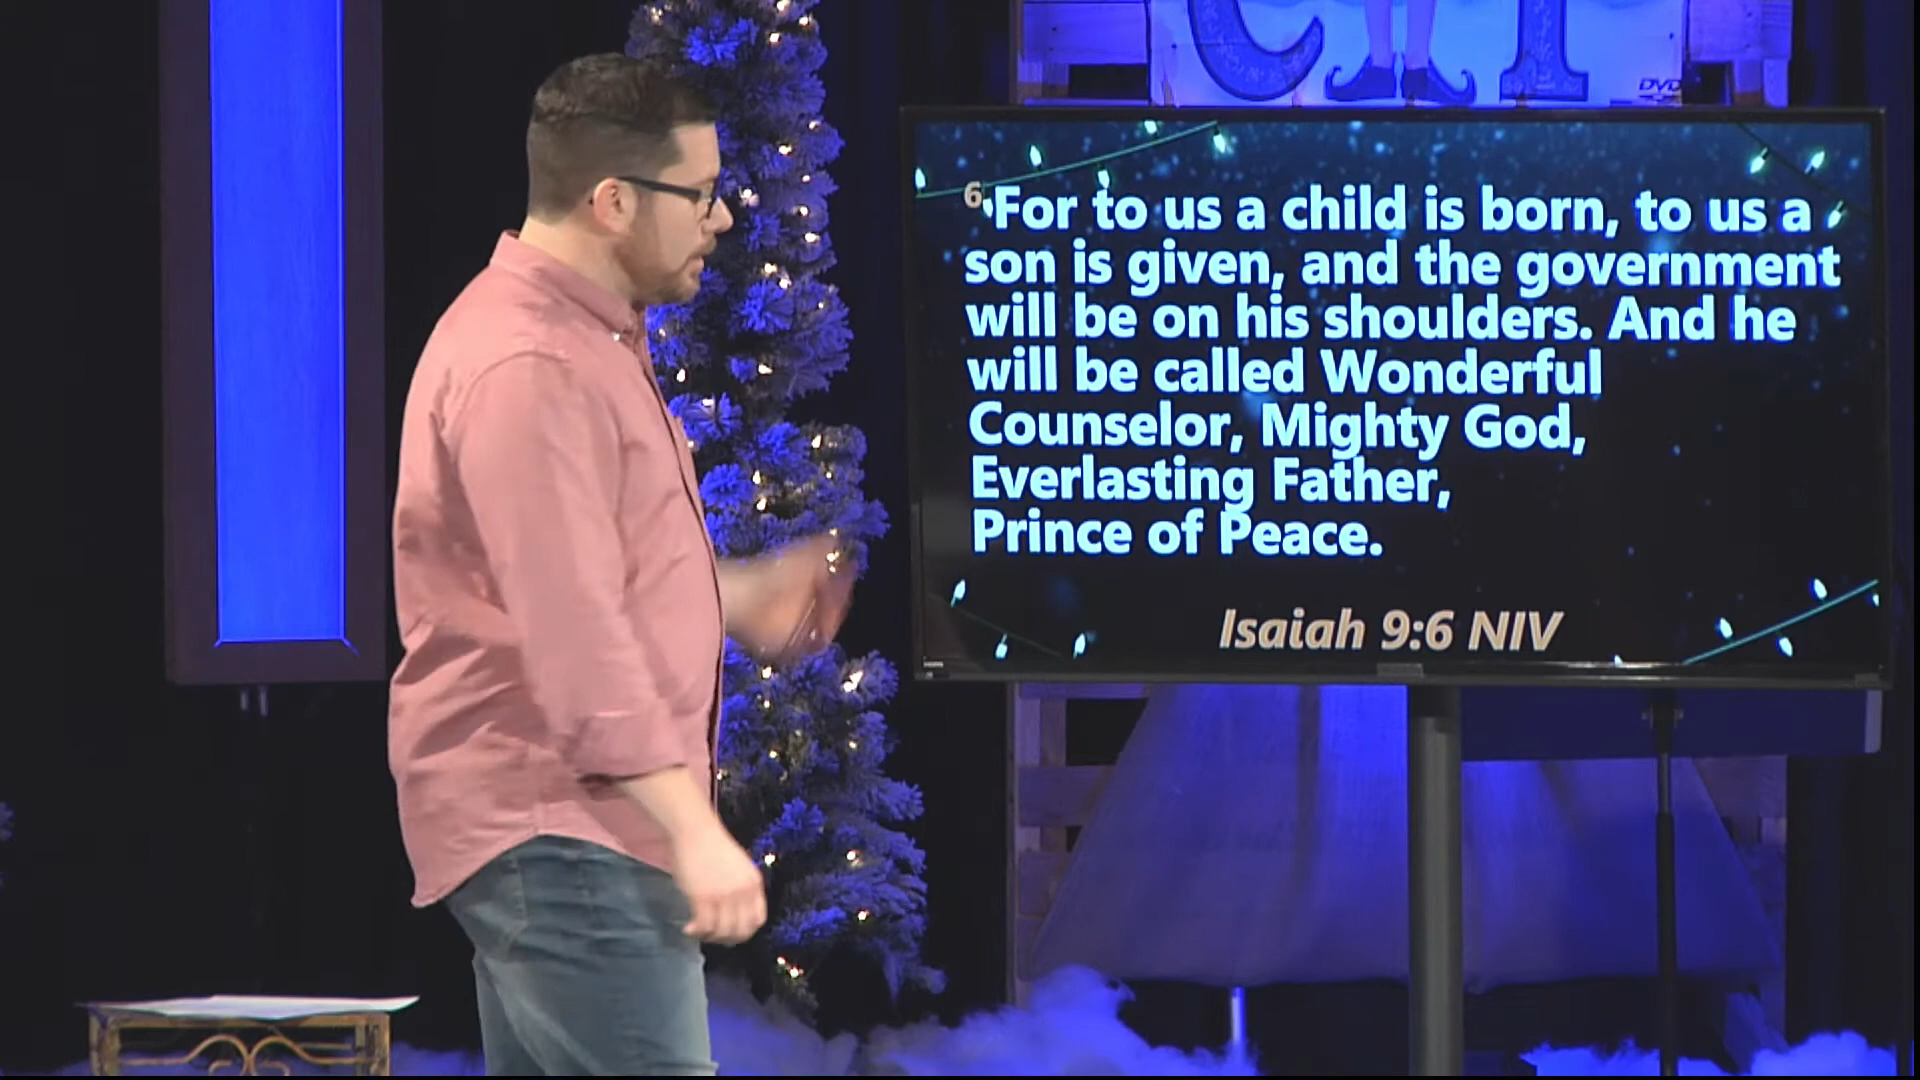 DVD
6 For to us a child is born, to us a
son is given, and the government
will be on his shoulders. And he
will be called Wonderful
Counselor, Mighty God,
Everlasting Father,
Prince of Peace.
Isaiah 9:6 NIV